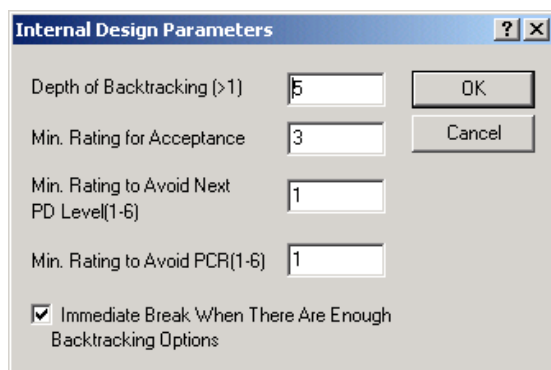 Internal Design Parameters
Depth of Backtracking (>1) 5 OK
Min. Rating for Acceptance 3 Cancel
Min. Rating to Avoid Next
PD Level(1-6) 1
Min. Rating to Avoid PCR(1-6) 1
Immediate Break When There Are Enough
Backtracking Options